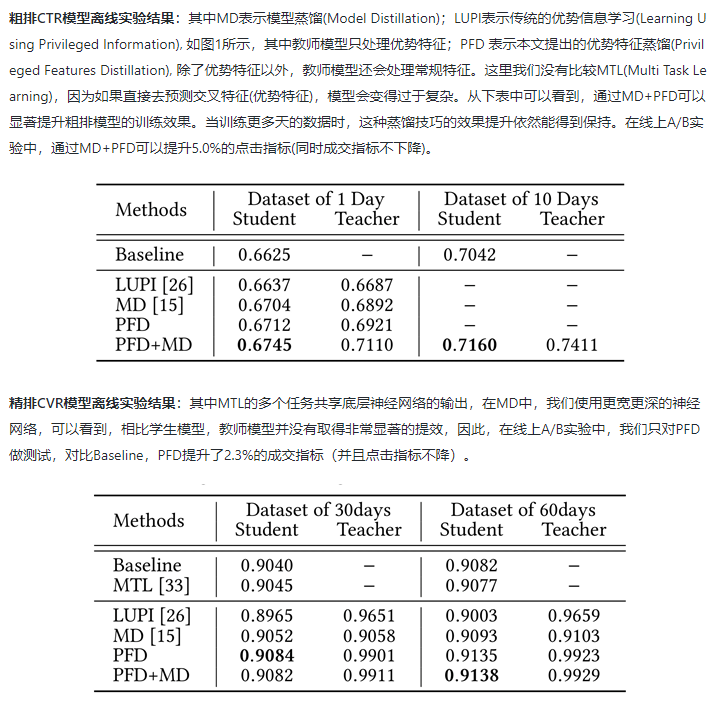 粗排CTR模型离线实验结果：其中MD表示模型蒸馏(Model Distillation)；LUPI表示传统的优势信息学习(Learning U
sing Privileged Information), 如图1所示，其中教师模型只处理优势特征；PFD 表示本文提出的优势特征蒸馏(Privil
eged Features Distillation), 除了优势特征以外，教师模型还会处理常规特征。这里我们没有比较MTL(Multi Task Le
arning)，因为如果直接去预测交叉特征(优势特征)，模型会变得过于复杂。从下表中可以看到，通过MD+PFD可以
显著提升粗排模型的训练效果。当训练更多天的数据时，这种蒸馏技巧的效果提升依然能得到保持。在线上A/B实
验中，通过MD+PFD可以提升5.0%的点击指标(同时成交指标不下降)。
Methods Dataset of 1 Day Dataset of 10 Days
Student Teacher Student Teacher
Baseline 0.6625 − 0.7042 −
LUPI [26] 0.6637 0.6687 − −
MD [15] 0.6704 0.6892 − −
PFD 0.6712 0.6921 − −
PFD+MD 0.6745 0.7110 0.7160 0.7411
精排CVR模型离线实验结果：其中MTL的多个任务共享底层神经网络的输出，在MD中，我们使用更宽更深的神经
网络，可以看到，相比学生模型，教师模型并没有取得非常显著的提效，因此，在线上A/B实验中，我们只对PFD
做测试，对比Baseline，PFD提升了2.3%的成交指标（并且点击指标不降）。
Methods Dataset of 30days Dataset of 60days
Student Teacher Student Teacher
Baseline 0.9040 − 0.9082 −
MTL [33] 0.9045 − 0.9077 −
LUPI [26] 0.8965 0.9651 0.9003 0.9659
MD [15] 0.9052 0.9058 0.9093 0.9103
PFD 0.9084 0.9901 0.9135 0.9923
PFD+MD 0.9082 0.9911 0.9138 0.9929